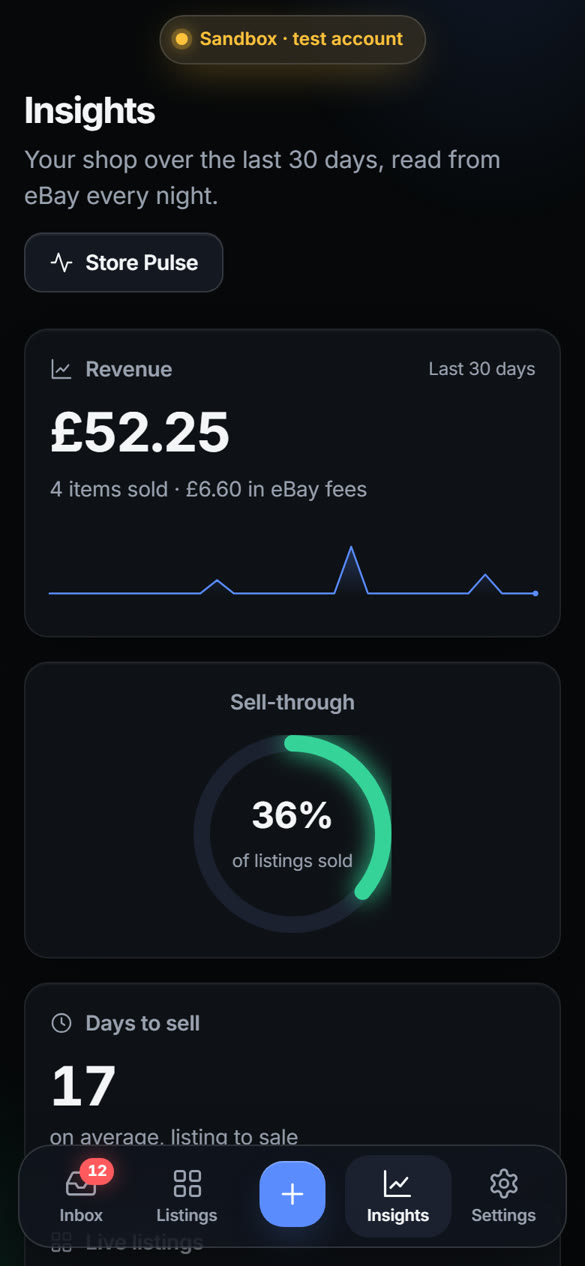 Sandbox · test account
Insights
Your shop over the last 30 days, read from
eBay every night.
Store Pulse
Revenue
Last 30 days
£52.25
4 items sold · £6.60 in eBay fees
Sell-through
36%
of listings sold
Days to sell
17
on average, listing to sale
12
Inbox
Listings
Insights
Settings
Live listings